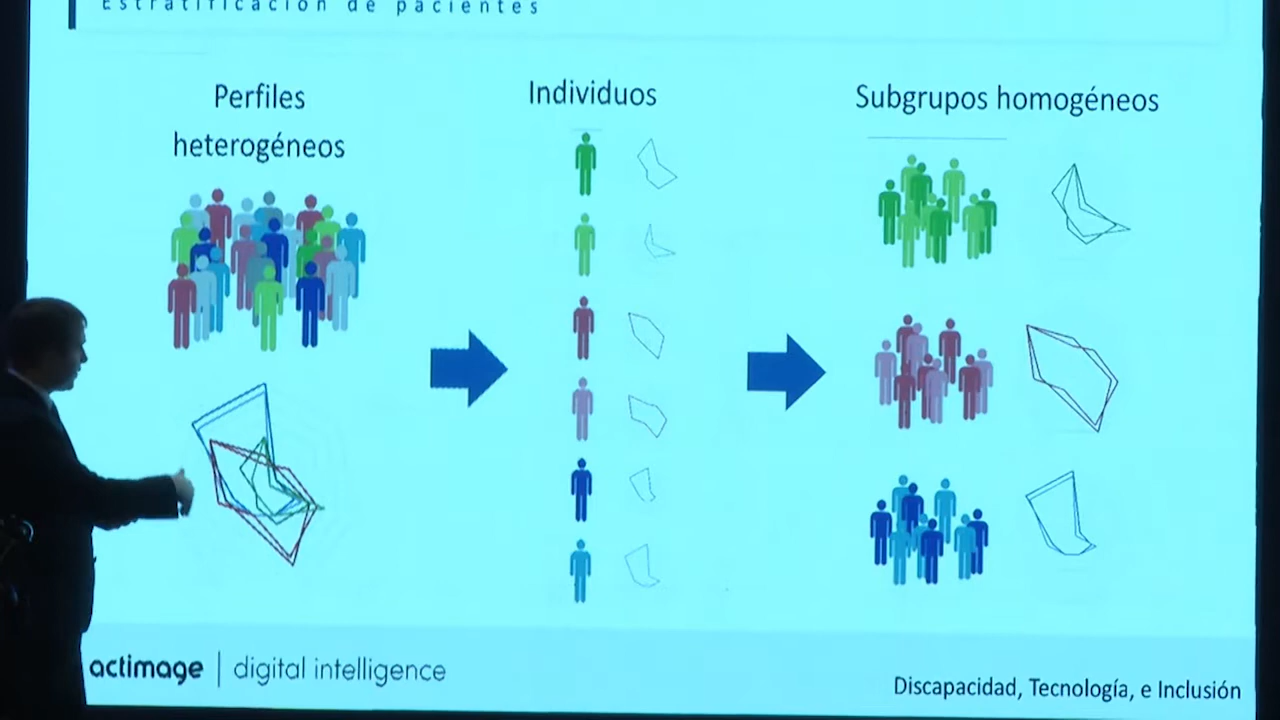 Estratificación de pacientes
Perfiles
heterogéneos
Individuos
Subgrupos homogéneos
actimage | digital intelligence
Discapacidad, Tecnología, e Inclusión